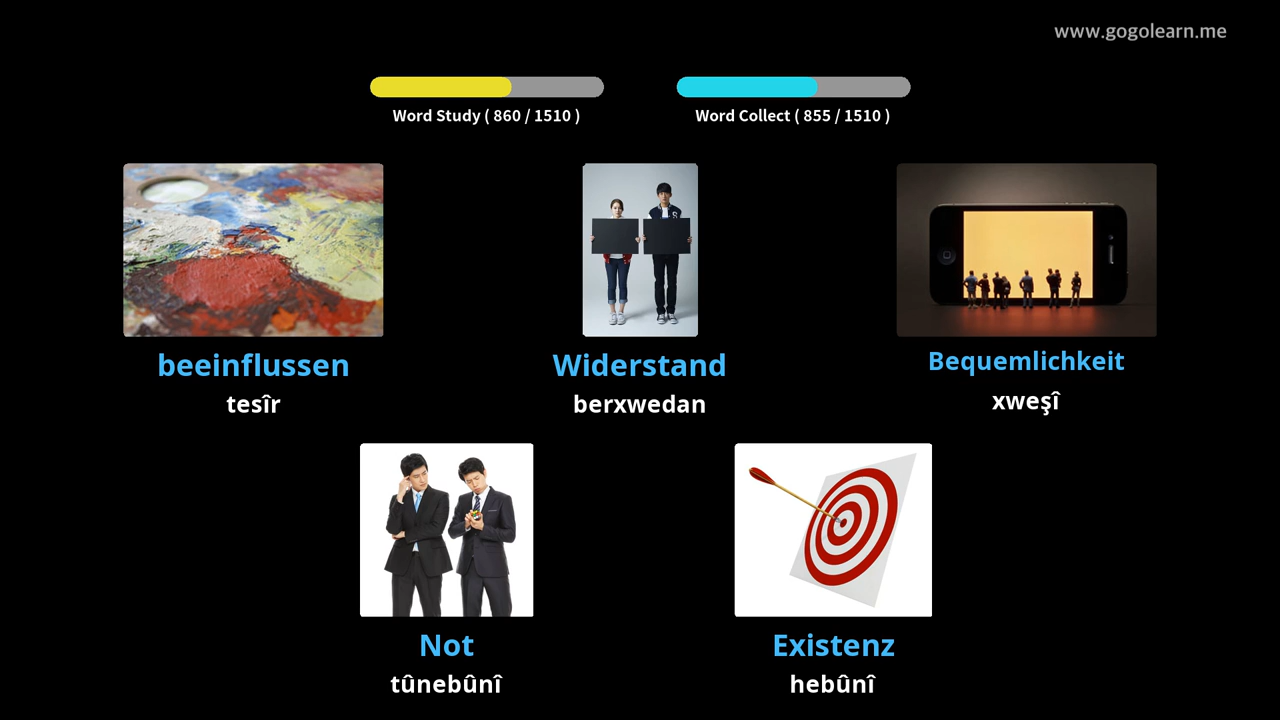 www.gogolearn.me
Word Study ( 860 / 1510 )
Word Collect ( 855 / 1510 )
beeinflussen
tesîr
Widerstand
berxwedan
Bequemlichkeit
xweşî
Not
tûnebûnî
Existenz
hebûnî